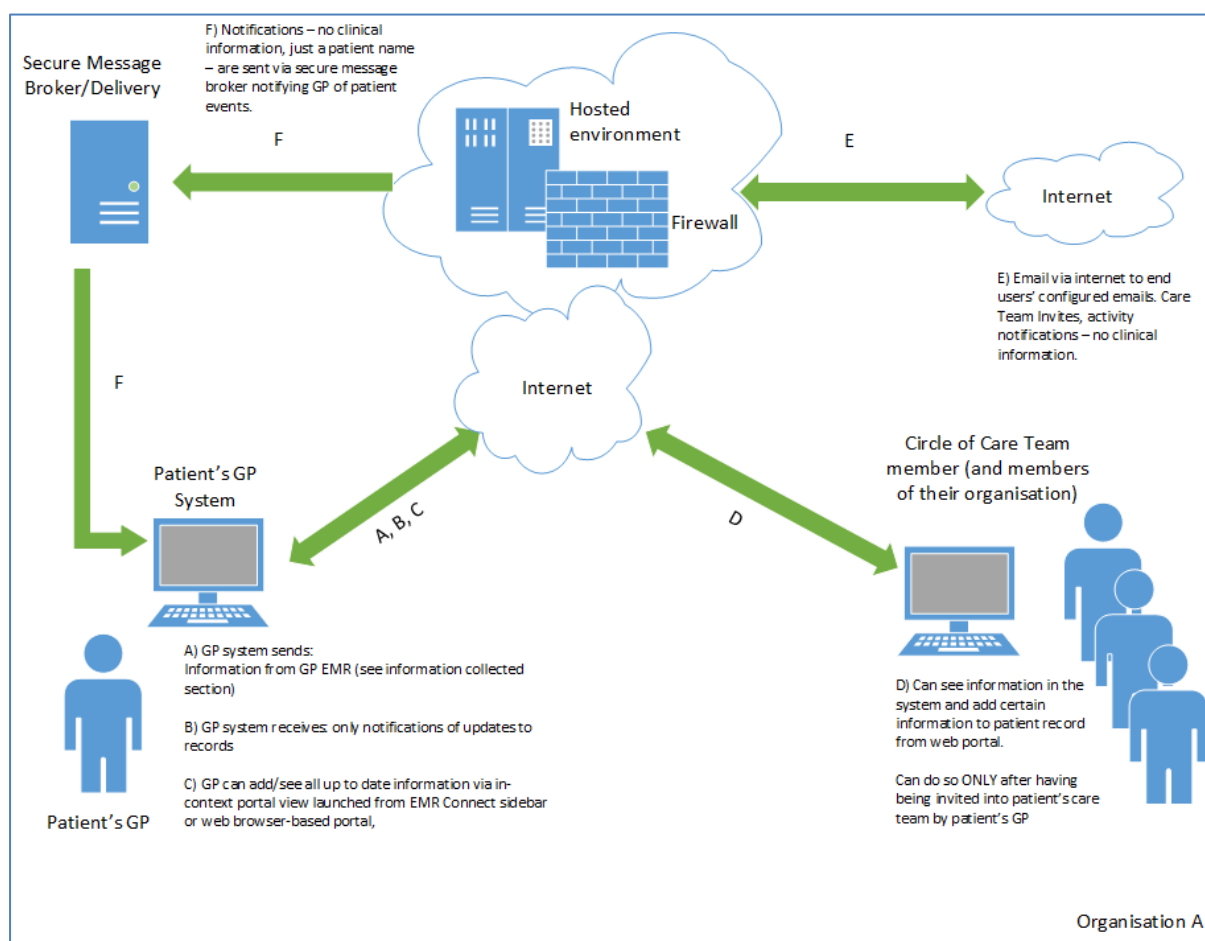 F) Notifications – no clinical
information, just a patient name
– are sent via secure message
broker notifying GP of patient
events.
Secure Message
Broker/Delivery
Hosted
environment
F
E
Internet
Firewall
E) Email via internet to end
users’ configured emails. Care
Team Invites, activity
notifications – no clinical
information.
F
Internet
Circle of Care Team
member (and members
of their organisation)
Patient’s GP
System
A, B, C
D
A) GP system sends:
Information from GP EMR (see information collected
section)
B) GP system receives: only notifications of updates to
records
C) GP can add/see all up to date information via in-
context portal view launched from EMR Connect sidebar
or web browser-based portal,
Patient’s GP
D) Can see information in the
system and add certain
information to patient record
from web portal.
Can do so ONLY after having
being invited into patient’s care
team by patient’s GP
Organisation A